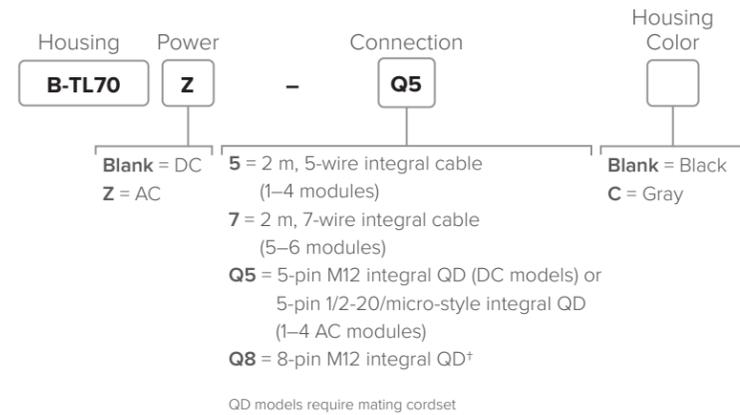 Housing Power Connection Housing Color
B-TL70 Z – Q5
Blank = DC
Z = AC
5 = 2 m, 5-wire integral cable
(1–4 modules)
7 = 2 m, 7-wire integral cable
(5–6 modules)
Q5 = 5-pin M12 integral QD (DC models) or
5-pin 1/2-20/micro-style integral QD
(1–4 AC modules)
Q8 = 8-pin M12 integral QD†
QD models require mating cordset
Blank = Black
C = Gray